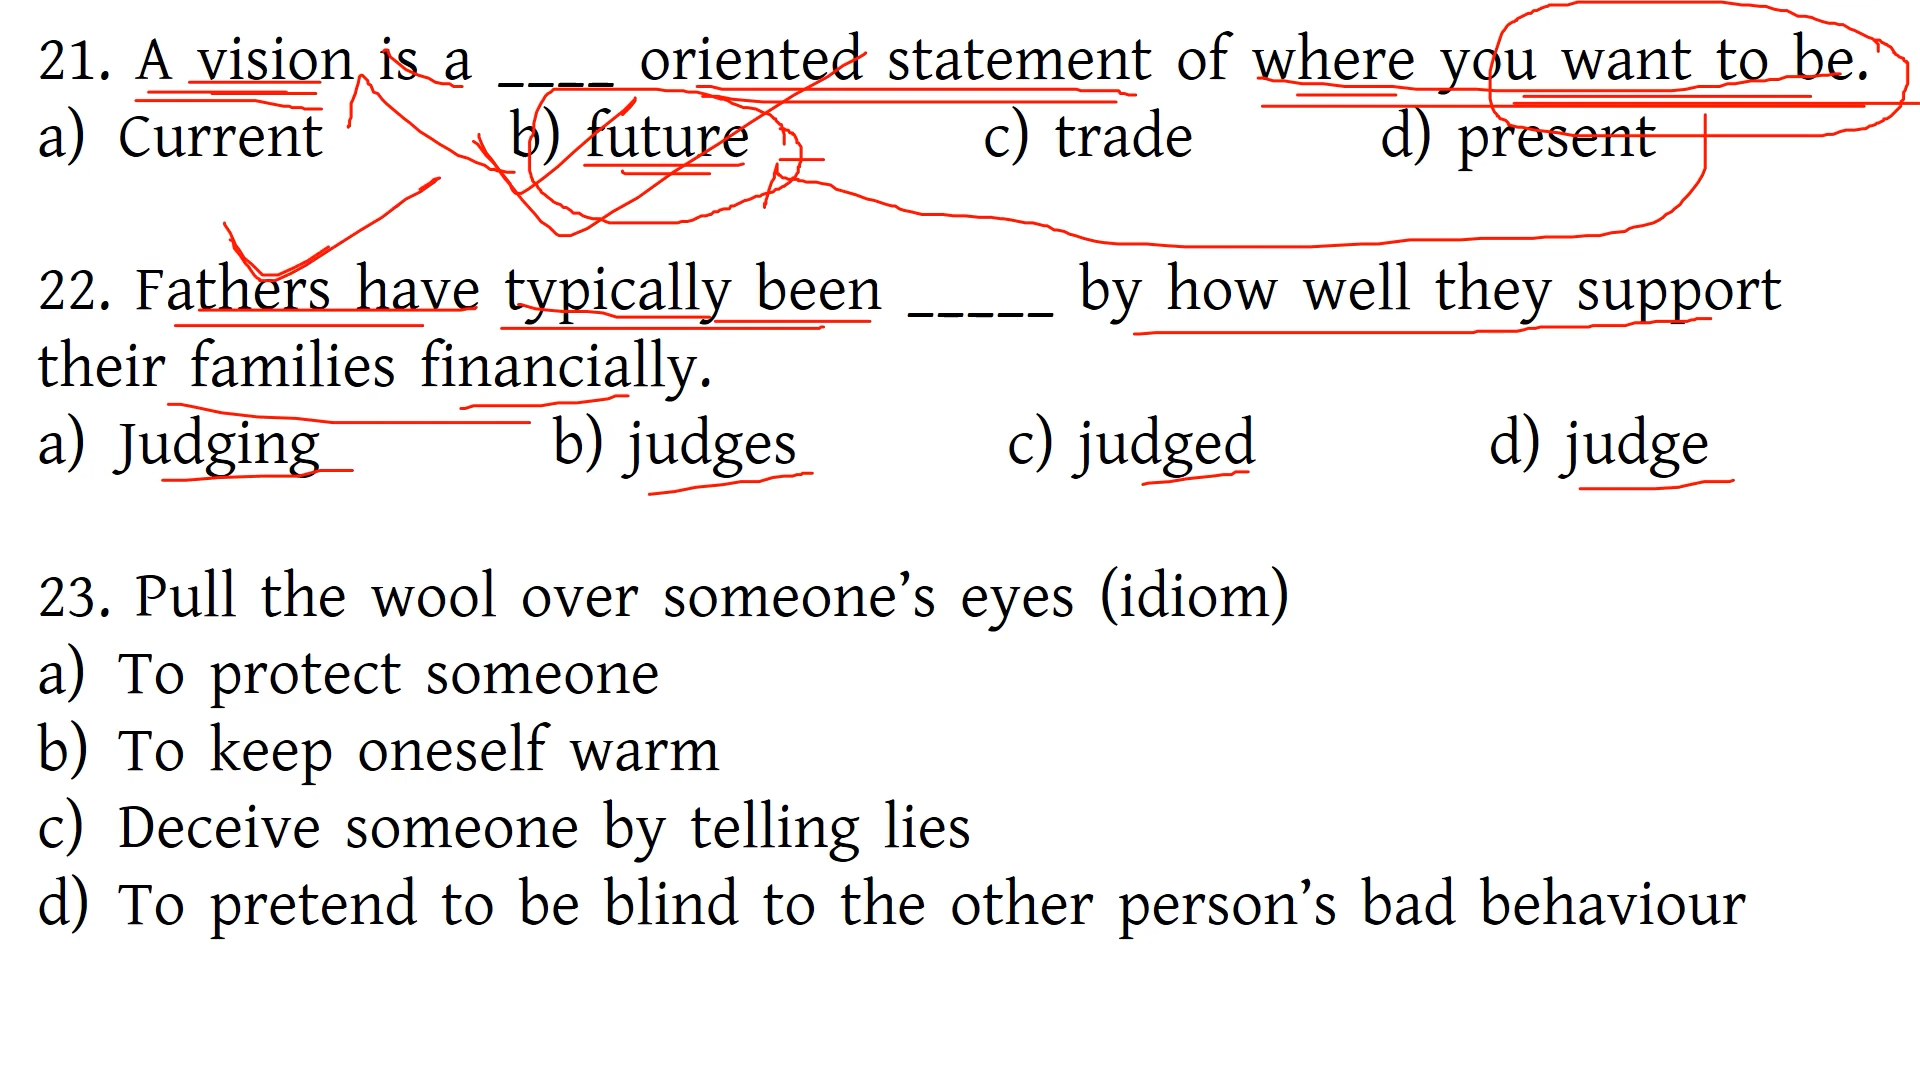 21. A vision is a ____ oriented statement of where you want to be.
a) Current b) future c) trade d) present
22. Fathers have typically been _____ by how well they support
their families financially.
a) Judging b) judges c) judged d) judge
23. Pull the wool over someone’s eyes (idiom)
a) To protect someone
b) To keep oneself warm
c) Deceive someone by telling lies
d) To pretend to be blind to the other person’s bad behaviour